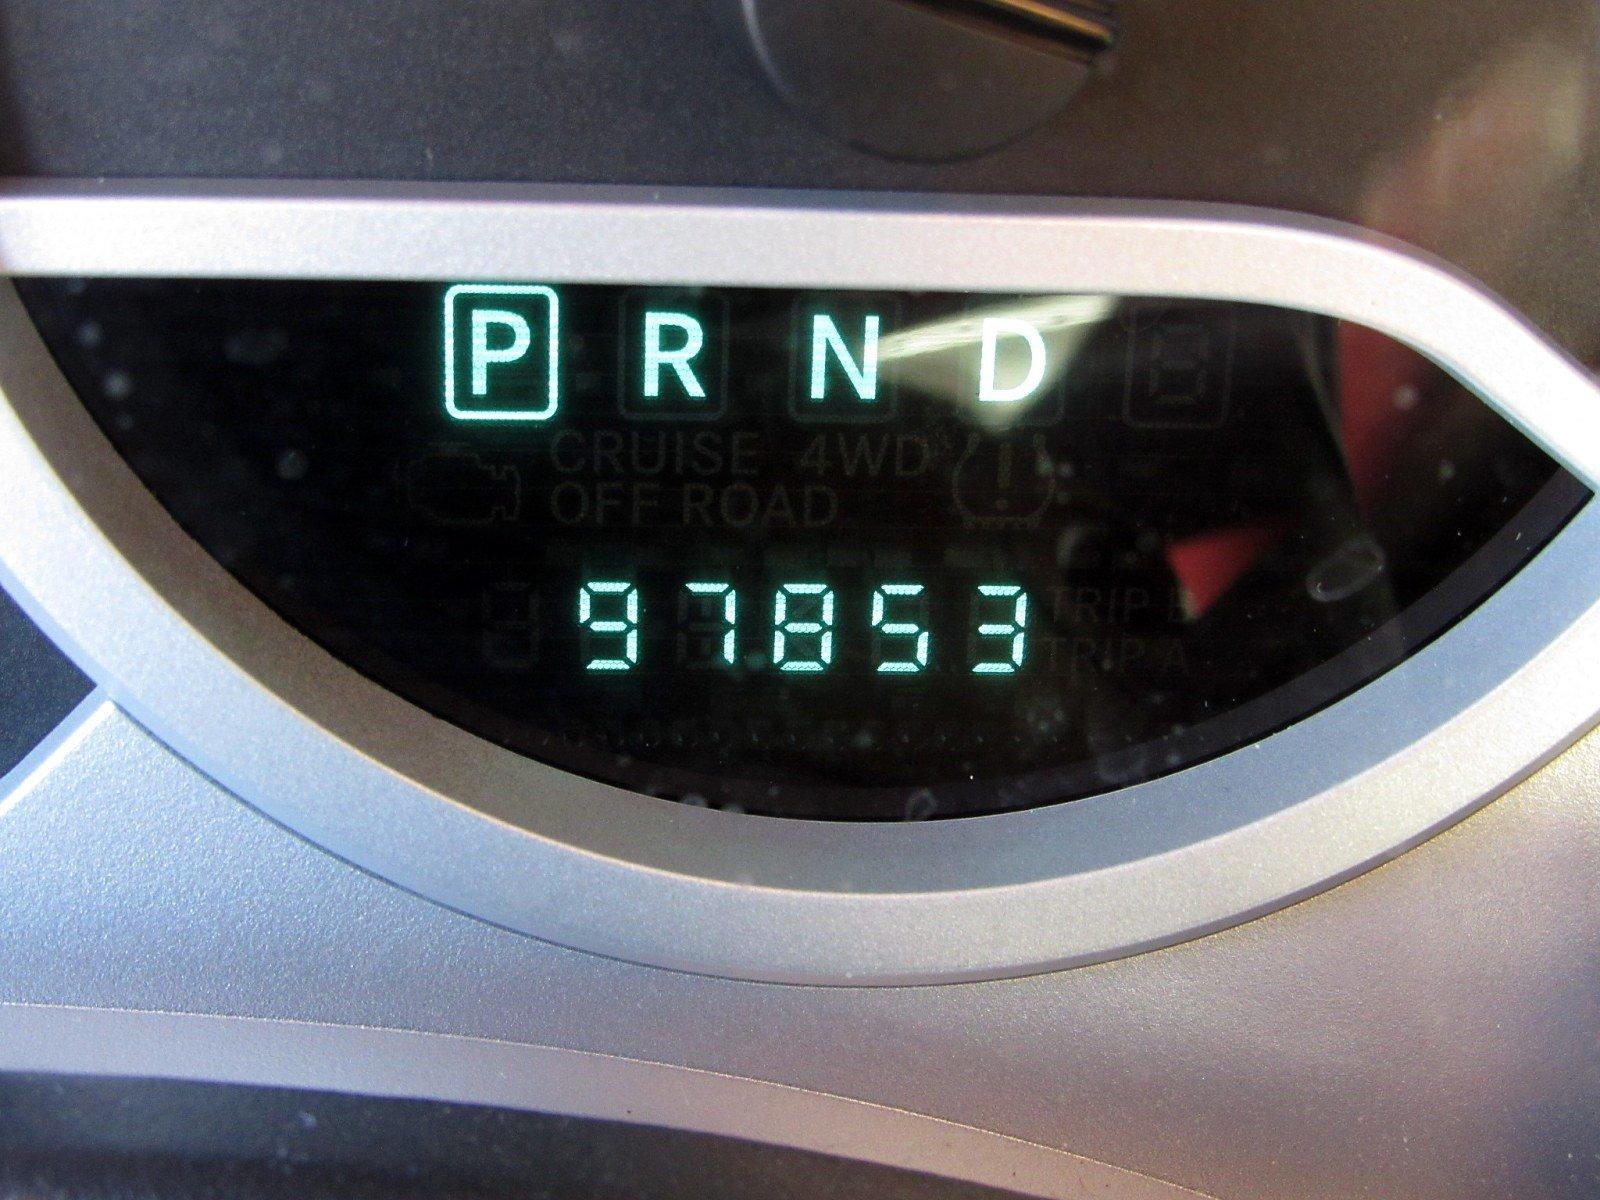 P R N D
CRUISE 4WD
OFF ROAD
97853
TRIP B
TRIP A